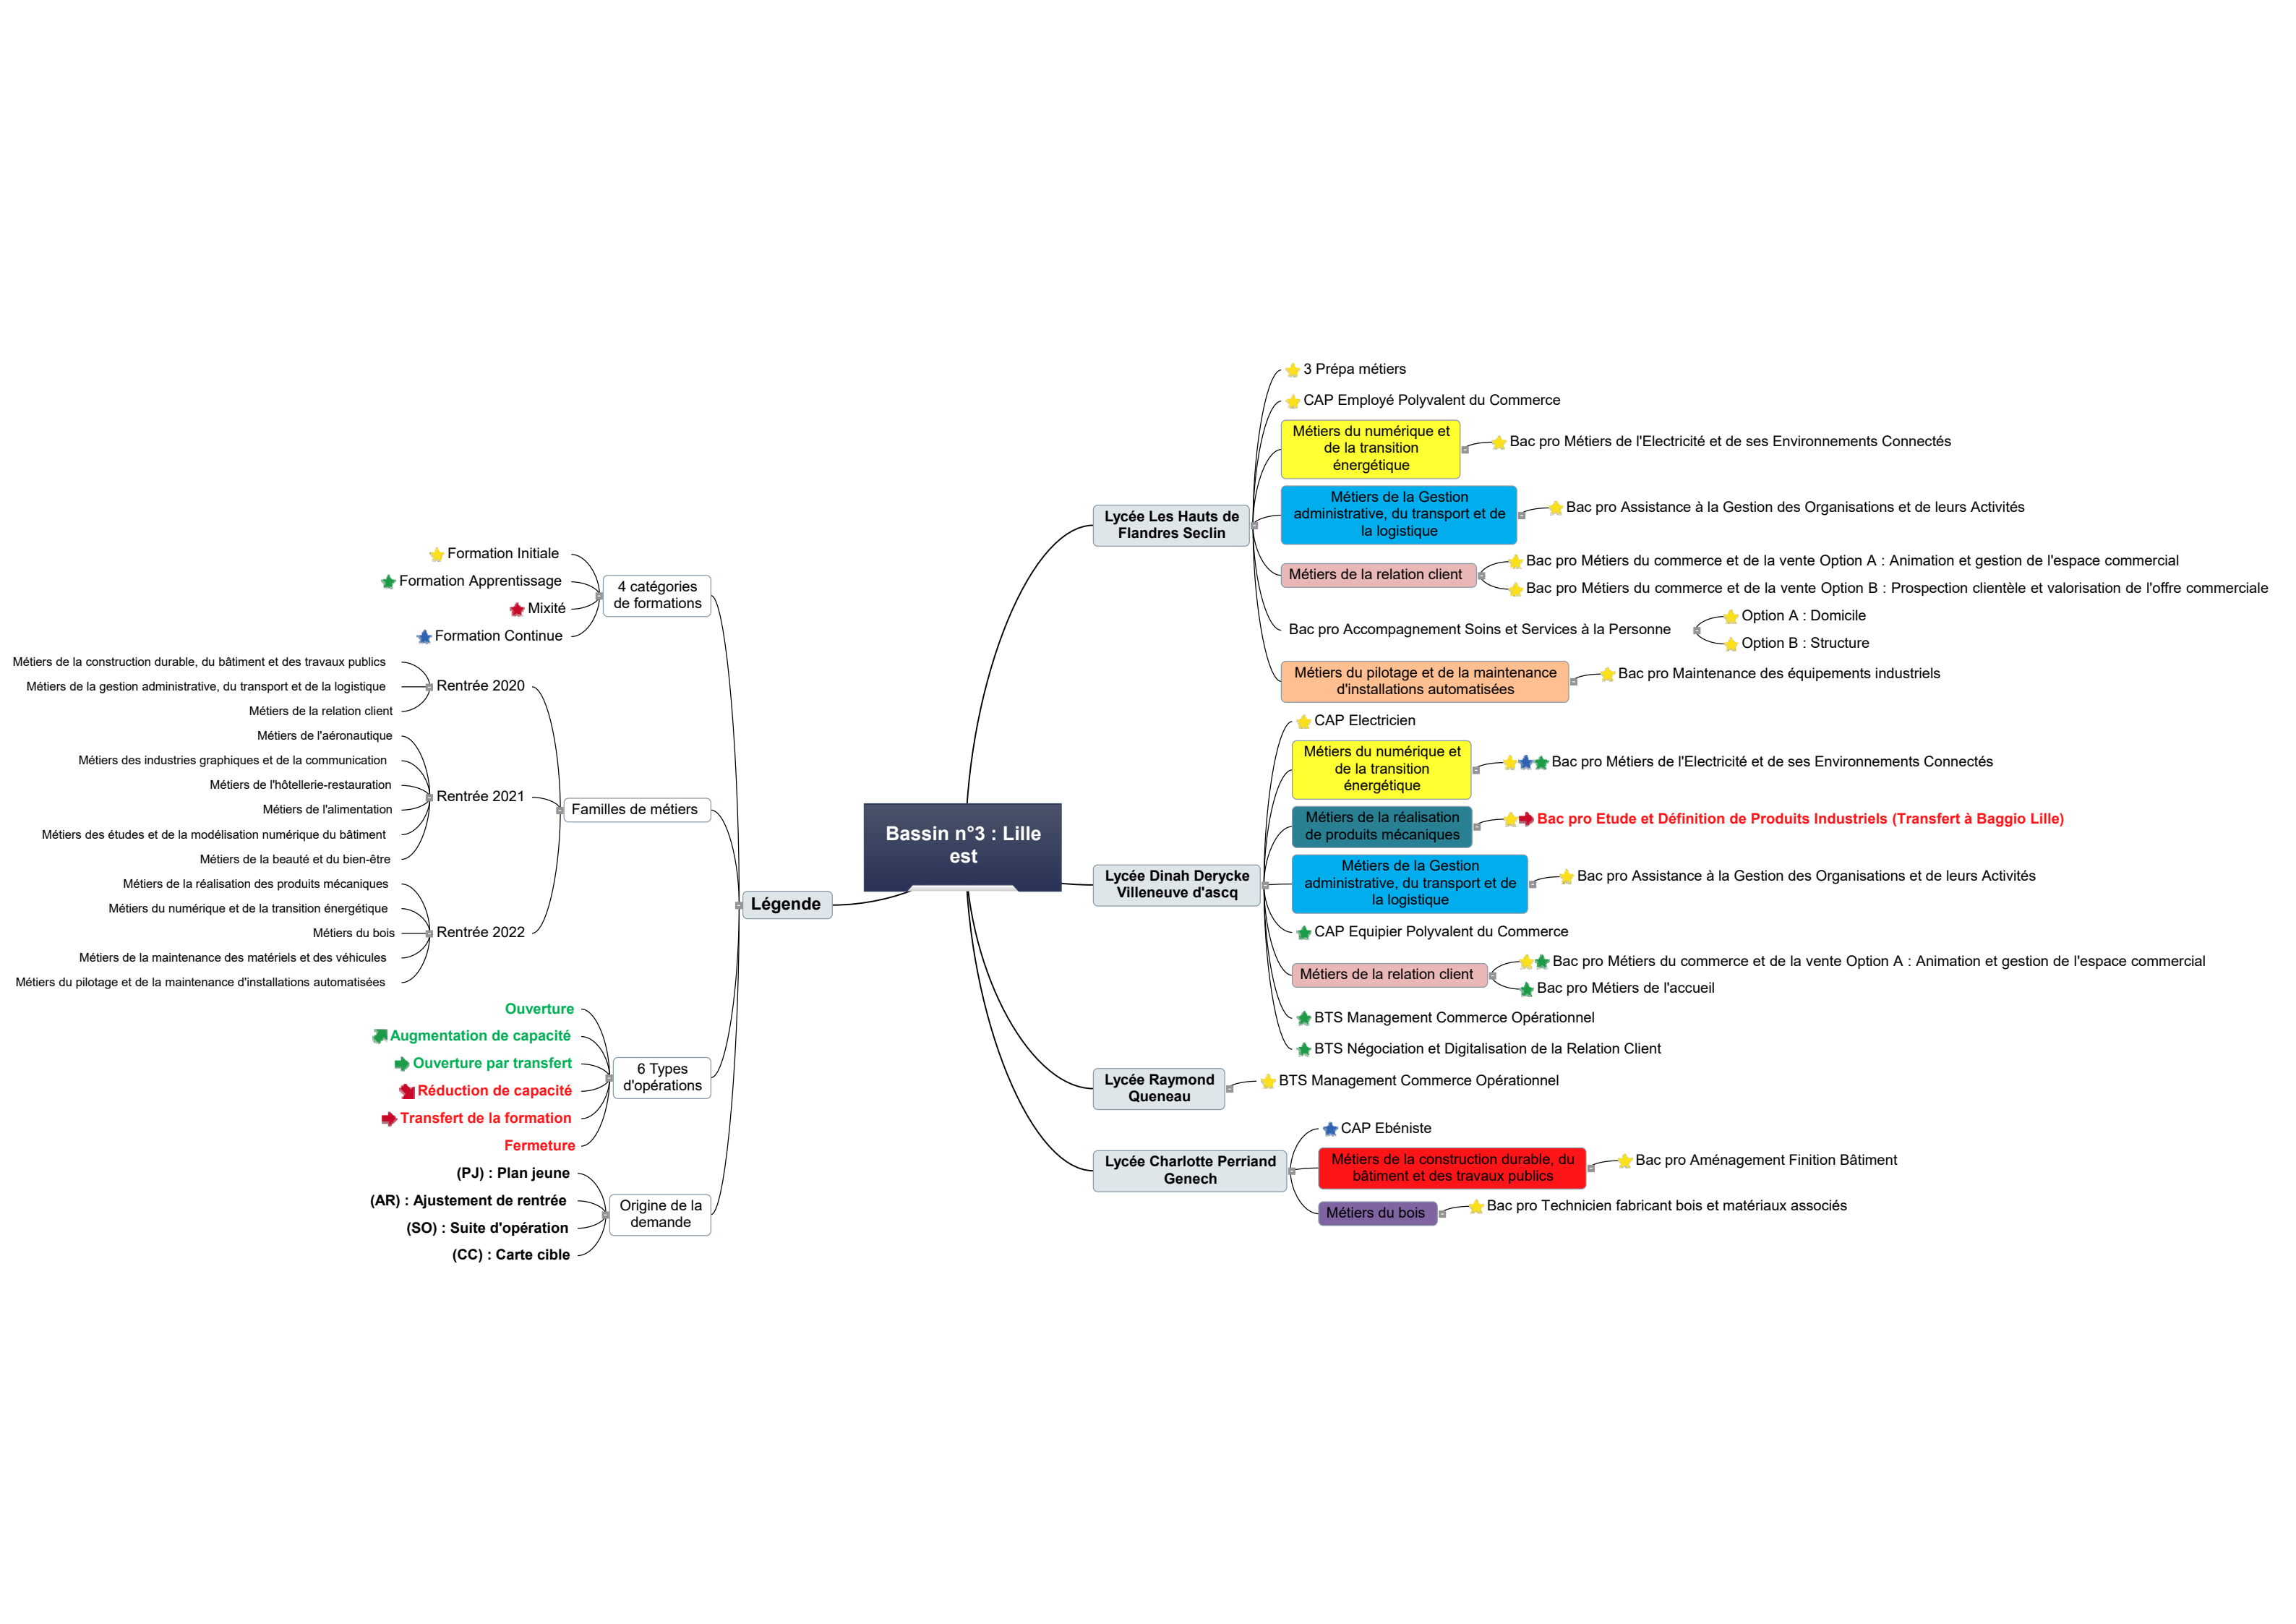 Bassin n°3 : Lille
est
Lycée Les Hauts de
Flandres Seclin
3 Prépa métiers
CAP Employé Polyvalent du Commerce
Métiers du numérique et
de la transition
énergétique
Bac pro Métiers de l'Electricité et de ses Environnements Connectés
Métiers de la Gestion
administrative, du transport et de
la logistique
Bac pro Assistance à la Gestion des Organisations et de leurs Activités
Métiers de la relation client
Bac pro Métiers du commerce et de la vente Option A : Animation et gestion de l'espace commercial
Bac pro Métiers du commerce et de la vente Option B : Prospection clientèle et valorisation de l'offre commerciale
Bac pro Accompagnement Soins et Services à la Personne
Option A : Domicile
Option B : Structure
Métiers du pilotage et de la maintenance
d'installations automatisées
Bac pro Maintenance des équipements industriels
Lycée Dinah Derycke
Villeneuve d'ascq
CAP Electricien
Métiers du numérique et
de la transition
énergétique
Bac pro Métiers de l'Electricité et de ses Environnements Connectés
Métiers de la réalisation
de produits mécaniques
Bac pro Etude et Définition de Produits Industriels (Transfert à Baggio Lille)
Métiers de la Gestion
administrative, du transport et de
la logistique
Bac pro Assistance à la Gestion des Organisations et de leurs Activités
CAP Equipier Polyvalent du Commerce
Métiers de la relation client
Bac pro Métiers du commerce et de la vente Option A : Animation et gestion de l'espace commercial
Bac pro Métiers de l'accueil
BTS Management Commerce Opérationnel
BTS Négociation et Digitalisation de la Relation Client
Lycée Raymond
Queneau
BTS Management Commerce Opérationnel
Lycée Charlotte Perriand
Genech
CAP Ebéniste
Métiers de la construction durable, du
bâtiment et des travaux publics
Bac pro Aménagement Finition Bâtiment
Métiers du bois
Bac pro Technicien fabricant bois et matériaux associés
Légende
4 catégories
de formations
Formation Initiale
Formation Apprentissage
Mixité
Formation Continue
Familles de métiers
Rentrée 2020
Métiers de la construction durable, du bâtiment et des travaux publics
Métiers de la gestion administrative, du transport et de la logistique
Métiers de la relation client
Rentrée 2021
Métiers de l'aéronautique
Métiers des industries graphiques et de la communication
Métiers de l'hôtellerie-restauration
Métiers de l'alimentation
Métiers des études et de la modélisation numérique du bâtiment
Métiers de la beauté et du bien-être
Rentrée 2022
Métiers de la réalisation des produits mécaniques
Métiers du numérique et de la transition énergétique
Métiers du bois
Métiers de la maintenance des matériels et des véhicules
Métiers du pilotage et de la maintenance d'installations automatisées
6 Types
d'opérations
Ouverture
Augmentation de capacité
Ouverture par transfert
Réduction de capacité
Transfert de la formation
Fermeture
Origine de la
demande
(PJ) : Plan jeune
(AR) : Ajustement de rentrée
(SO) : Suite d'opération
(CC) : Carte cible